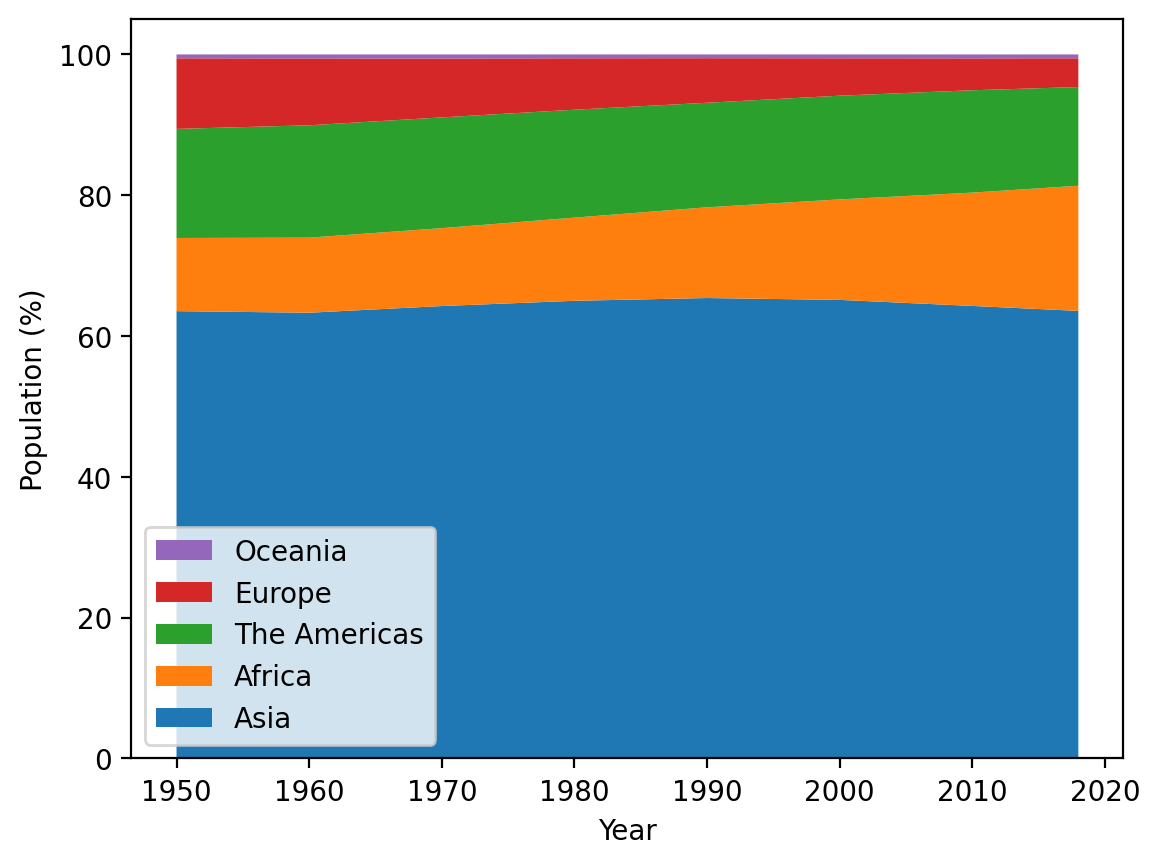 100
80
60
40
20
0
Population (%)
Oceania
Europe
The Americas
Africa
Asia
1950 1960 1970 1980 1990 2000 2010 2020
Year